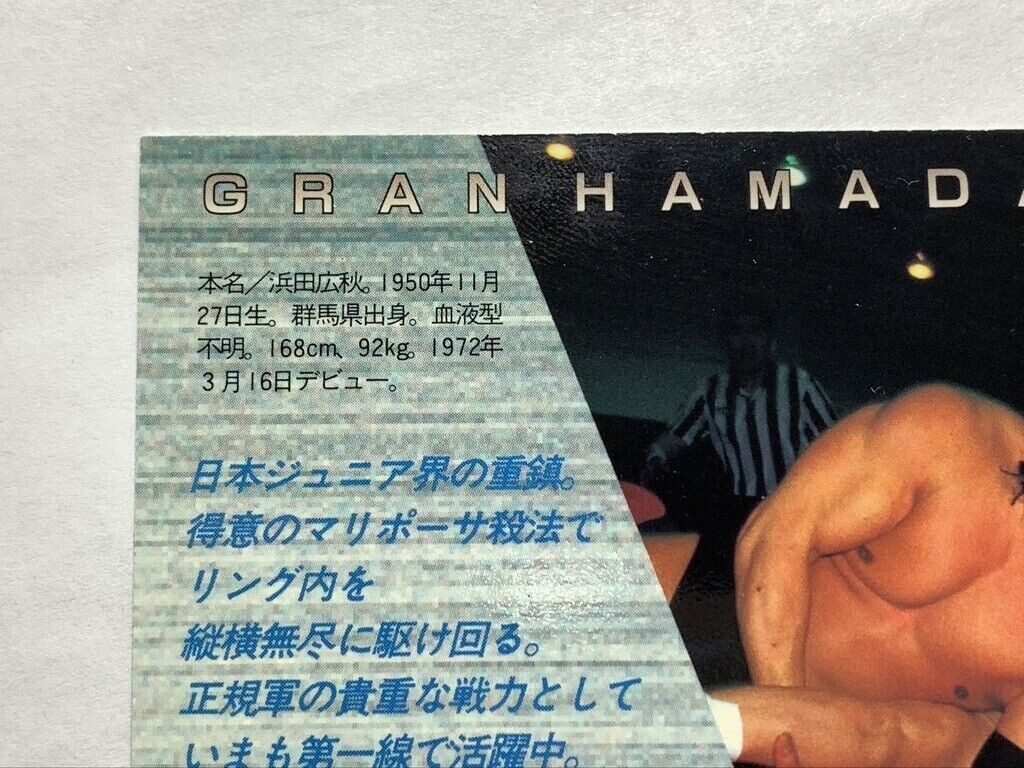 GRAN HAMADA
本名／浜田広秋。1950年11月
27日生。群馬県出身。血液型
不明。168cm、92kg。1972年
3月16日デビュー。
日本ジュニア界の重鎮。
得意のマリポーサ殺法で
リング内を
縦横無尽に駆け回る。
正規軍の貴重な戦力として
いまも第一線で活躍中。